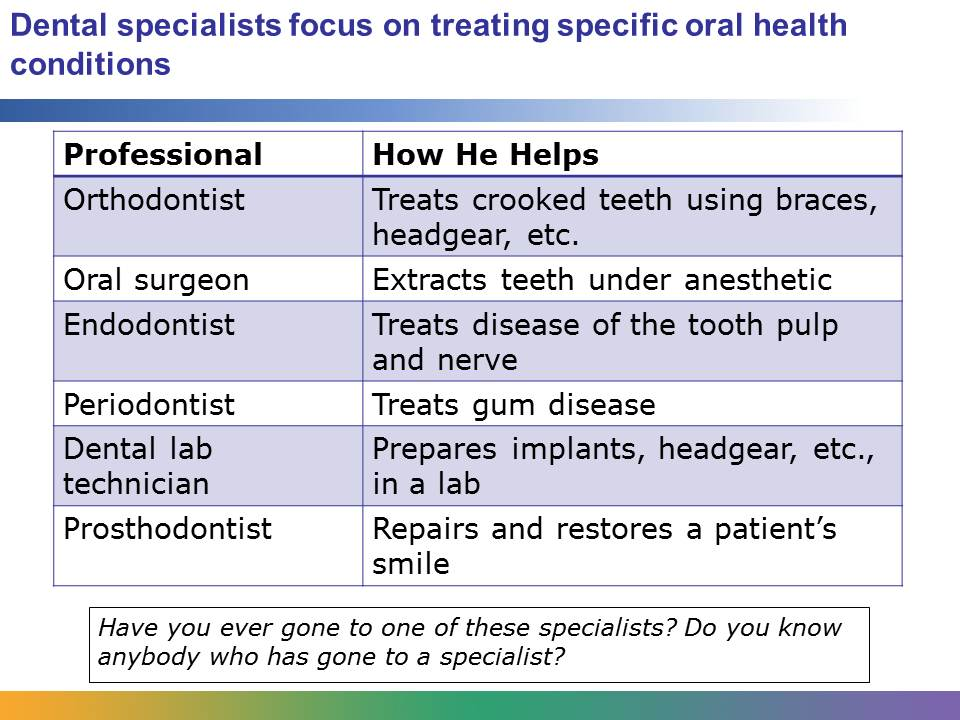 Dental specialists focus on treating specific oral health
conditions
Professional How He Helps
Orthodontist Treats crooked teeth using braces,
headgear, etc.
Oral surgeon Extracts teeth under anesthetic
Endodontist Treats disease of the tooth pulp
and nerve
Periodontist Treats gum disease
Dental lab Prepares implants, headgear, etc.,
technician in a lab
Prosthodontist Repairs and restores a patient’s
smile
Have you ever gone to one of these specialists? Do you know
anybody who has gone to a specialist?